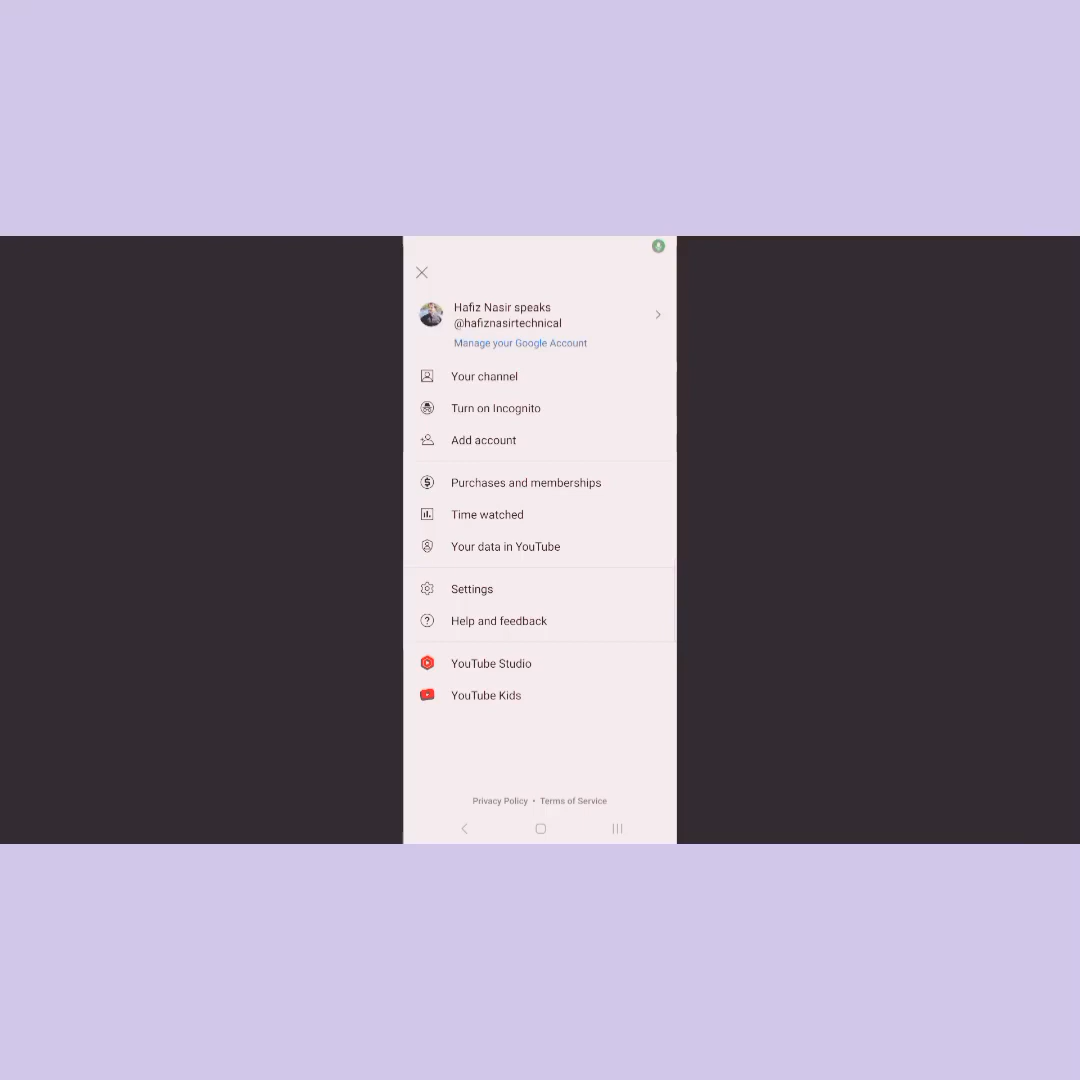 Hafiz Nasir speaks
@hafiznasirtechnical
Manage your Google Account
Your channel
Turn on Incognito
Add account
Purchases and memberships
Time watched
Your data in YouTube
Settings
Help and feedback
YouTube Studio
YouTube Kids
Privacy Policy • Terms of Service